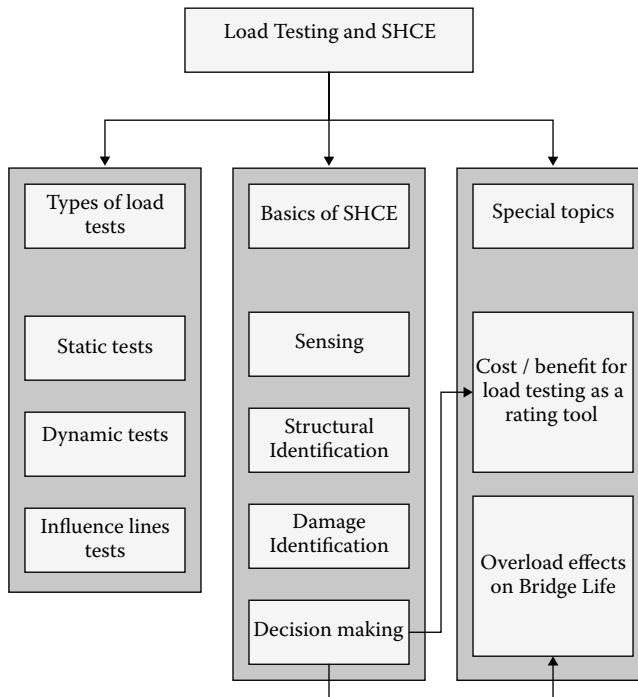 Load Testing and SHCE
Types of load
tests
Static tests
Dynamic tests
Influence lines
tests
Basics of SHCE
Sensing
Structural
Identification
Damage
Identification
Decision making
Special topics
Cost / benefit for
load testing as a
rating tool
Overload effects
on Bridge Life